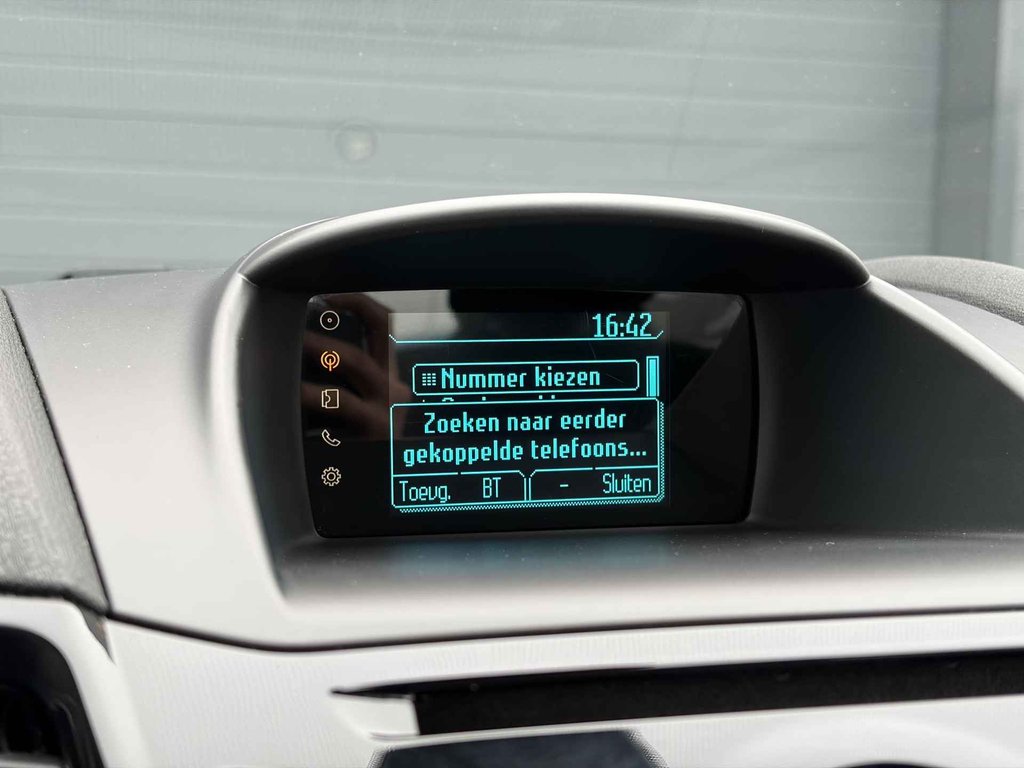 16:42
Nummer kiezen
Zoeken naar eerder
gekoppelde telefoons...
Toevg. BT - Sluiten